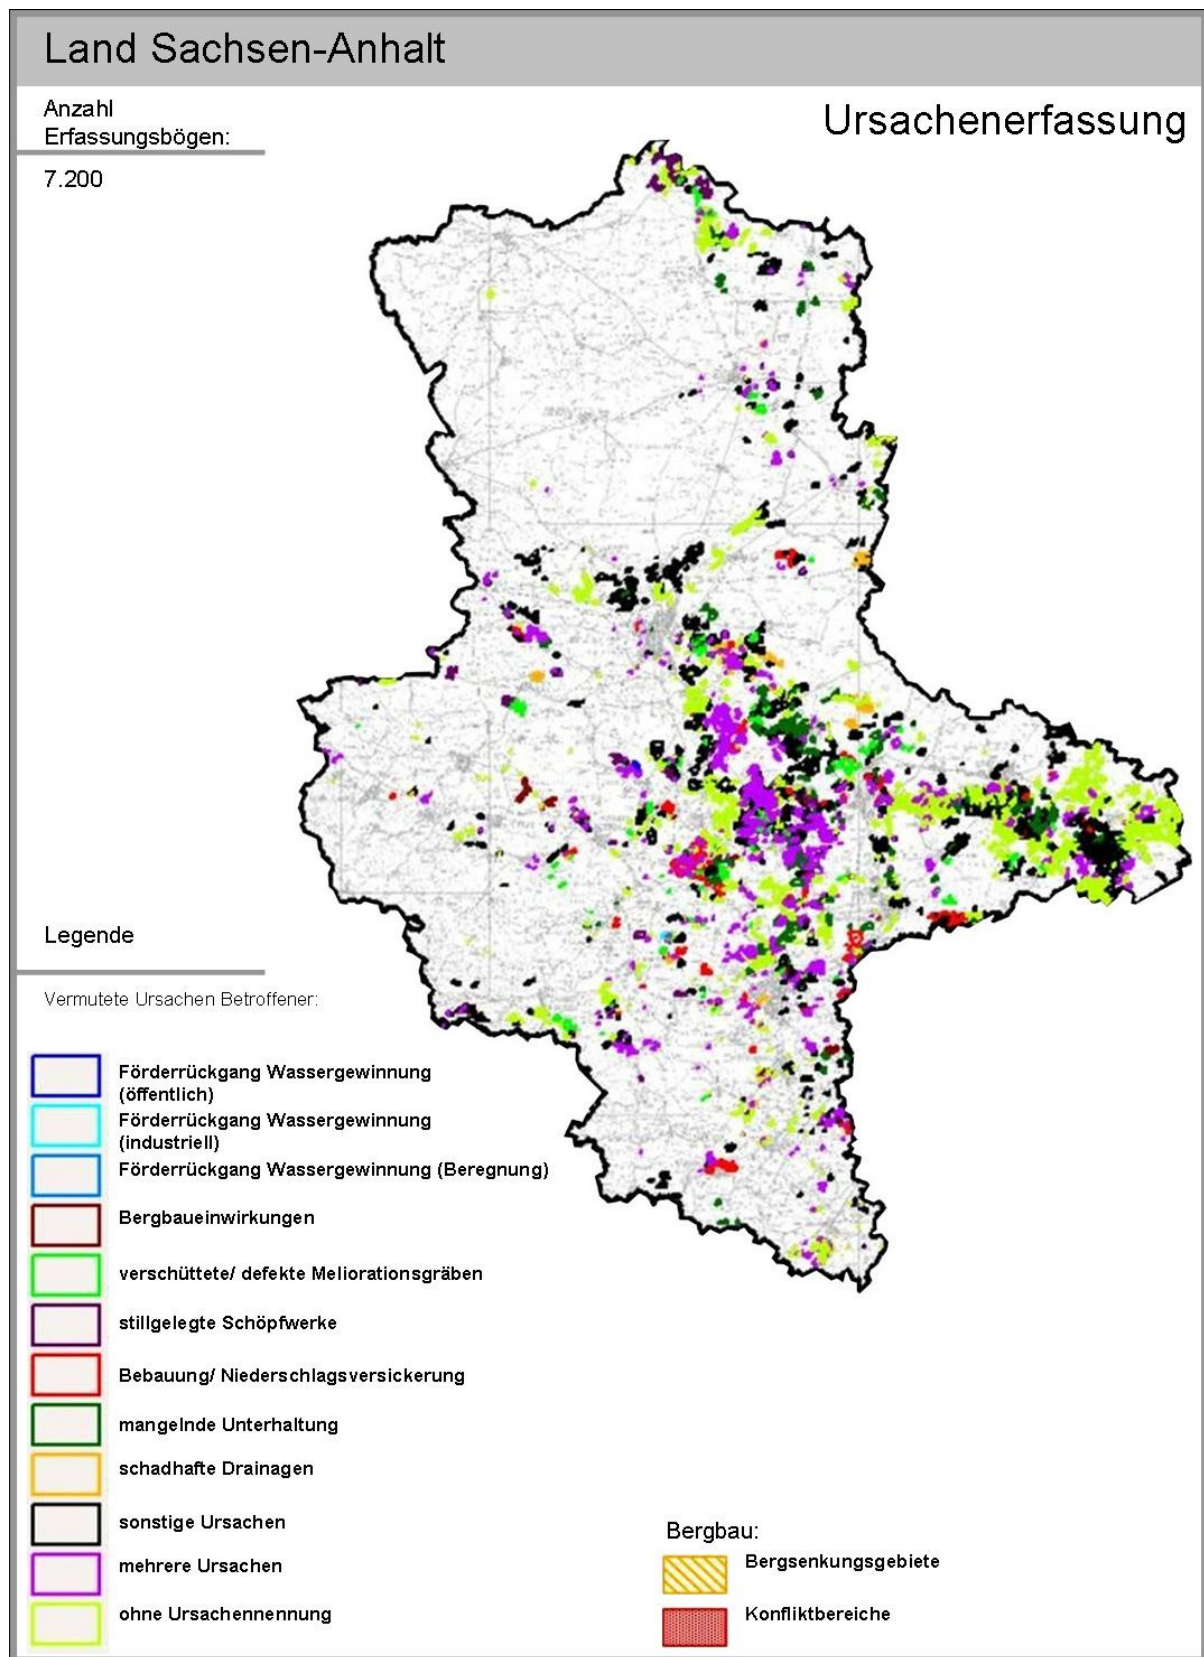 Land Sachsen-Anhalt
Anzahl
Erfassungsbögen:
7.200
Ursachenerfassung
Legende
Vermutete Ursachen Betroffener:
Förderrückgang Wassergewinnung
(öffentlich)
Förderrückgang Wassergewinnung
(industriell)
Förderrückgang Wassergewinnung (Beregnung)
Bergbaueinwirkungen
verschüttete/ defekte Meliorationsgräben
stillgelegte Schöpfwerke
Bebauung/ Niederschlagsversickerung
mangelnde Unterhaltung
schadhafte Drainagen
sonstige Ursachen
mehrere Ursachen
ohne Ursachennennung
Bergbau:
Bergsenkungsgebiete
Konfliktbereiche